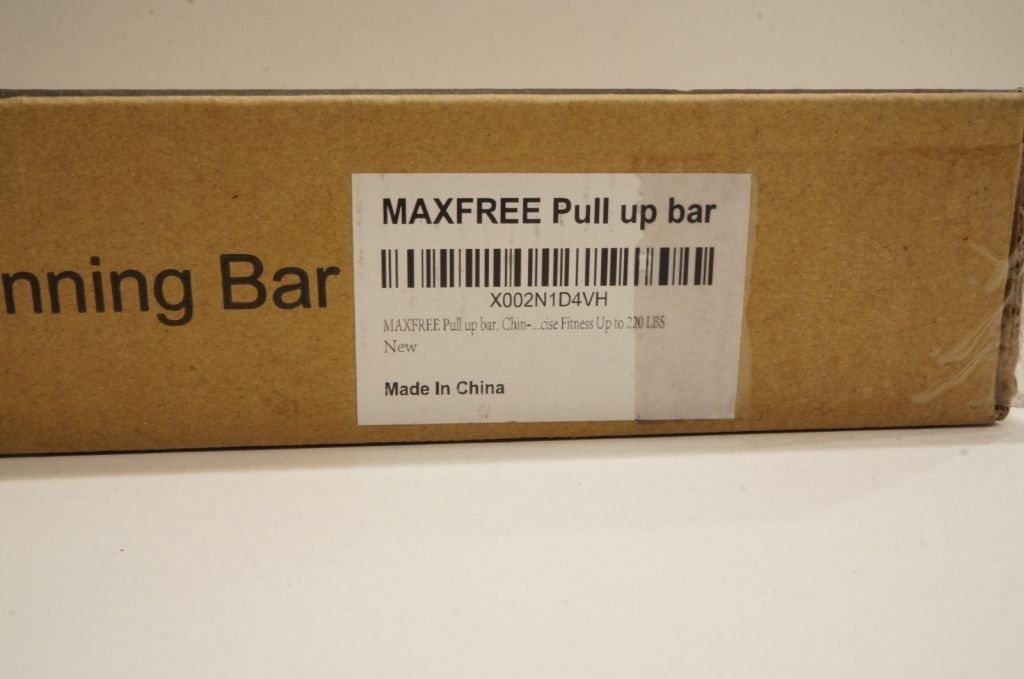 MAXFREE Pull up bar
nning Bar
X002N1D4VH
MAXFREE Pull up bar, Chin-...cise Fitness Up to 220 LBS
New
Made In China